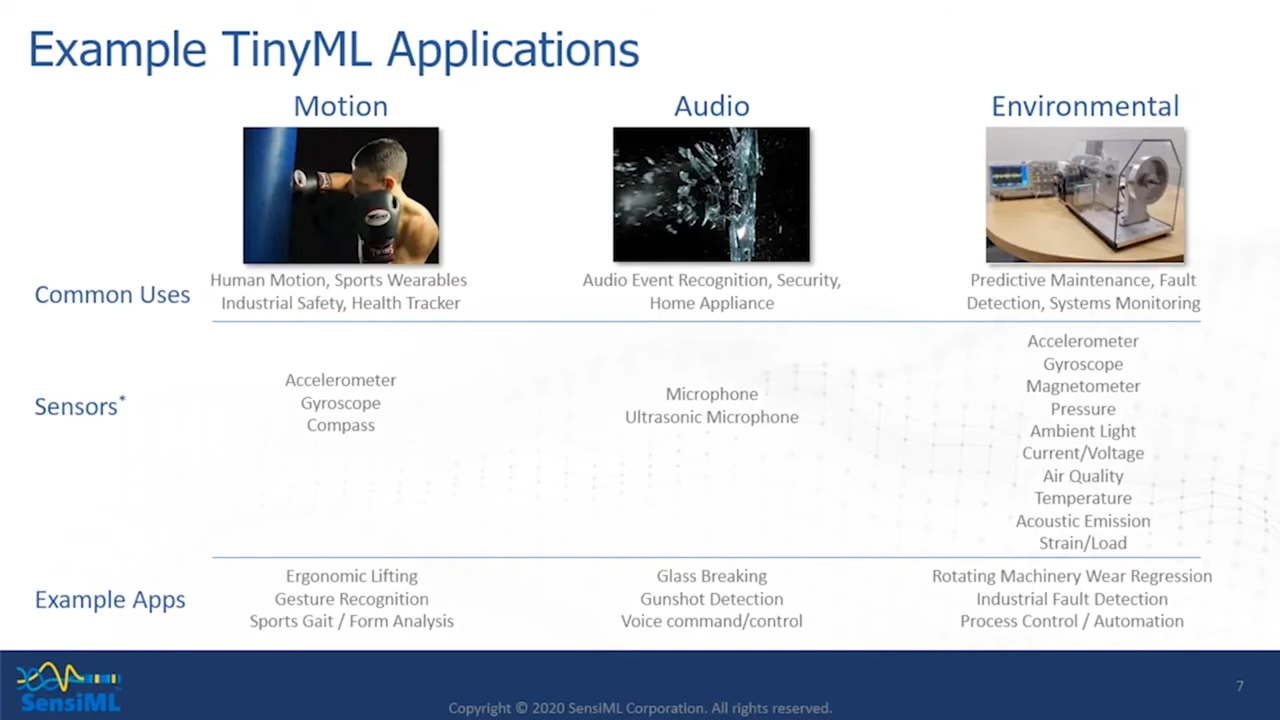 Example TinyML Applications
Motion
Audio
Environmental
Common Uses
Human Motion, Sports Wearables
Industrial Safety, Health Tracker
Audio Event Recognition, Security,
Home Appliance
Predictive Maintenance, Fault
Detection, Systems Monitoring
Sensors*
Accelerometer
Gyroscope
Compass
Microphone
Ultrasonic Microphone
Accelerometer
Gyroscope
Magnetometer
Pressure
Ambient Light
Current/Voltage
Air Quality
Temperature
Acoustic Emission
Strain/Load
Example Apps
Ergonomic Lifting
Gesture Recognition
Sports Gait / Form Analysis
Glass Breaking
Gunshot Detection
Voice command/control
Rotating Machinery Wear Regression
Industrial Fault Detection
Process Control / Automation
SensiML
Copyright © 2020 SensiML Corporation. All rights reserved.
7